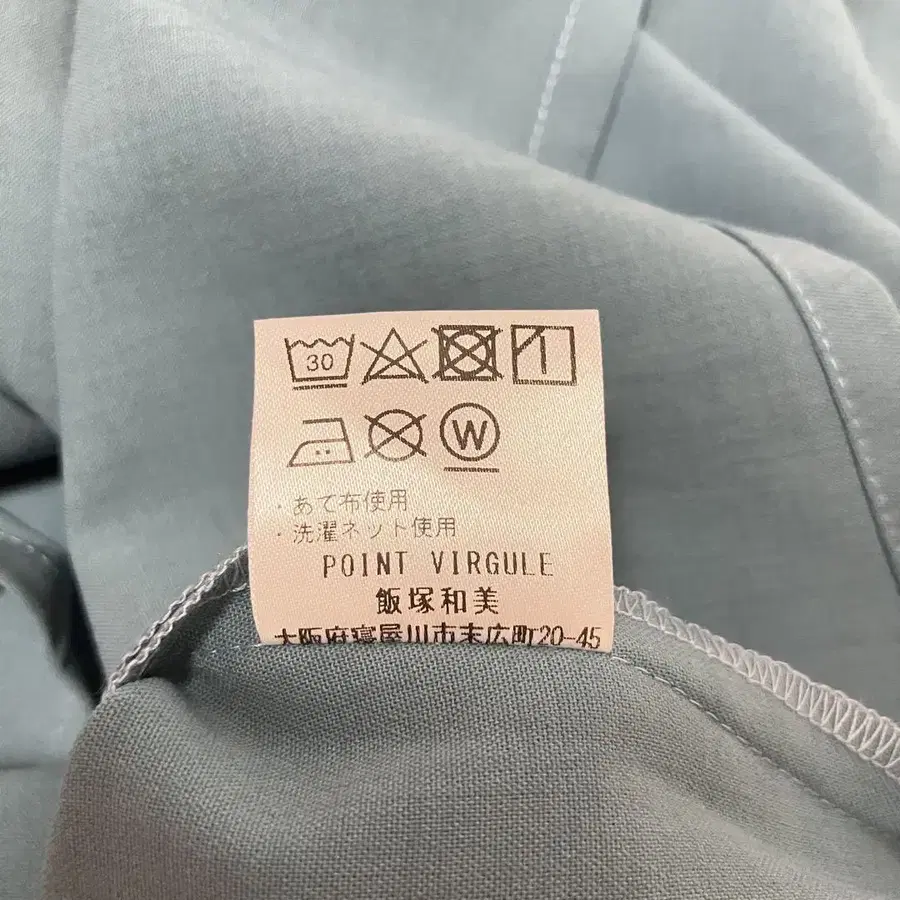 30
W
・あて布使用
・洗濯ネット使用
POINT VIRGULE
飯塚和美
大阪府寝屋川市末広町20-45